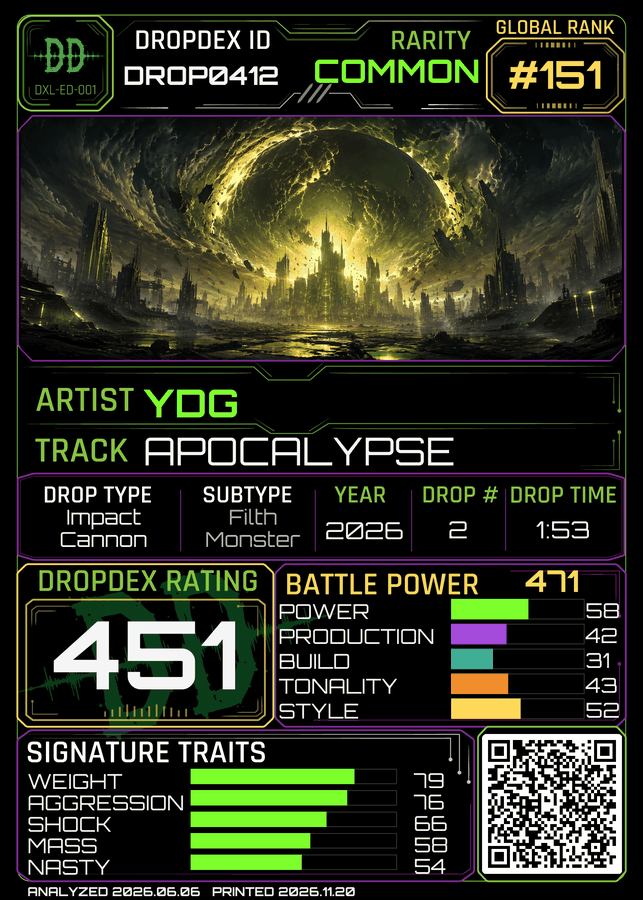 DD
DXL-ED-001
DROPDEX ID
DROP0412
RARITY
COMMON
GLOBAL RANK
#151
ARTIST YDG
TRACK APOCALYPSE
DROP TYPE
Impact
Cannon
SUBTYPE
Filth
Monster
YEAR
2026
DROP #
2
DROP TIME
1:53
DROPDEX RATING
451
BATTLE POWER 471
POWER 58
PRODUCTION 42
BUILD 31
TONALITY 43
STYLE 52
SIGNATURE TRAITS
WEIGHT 79
AGGRESSION 76
SHOCK 66
MASS 58
NASTY 54
ANALYZED 2026.06.06 PRINTED 2026.11.20